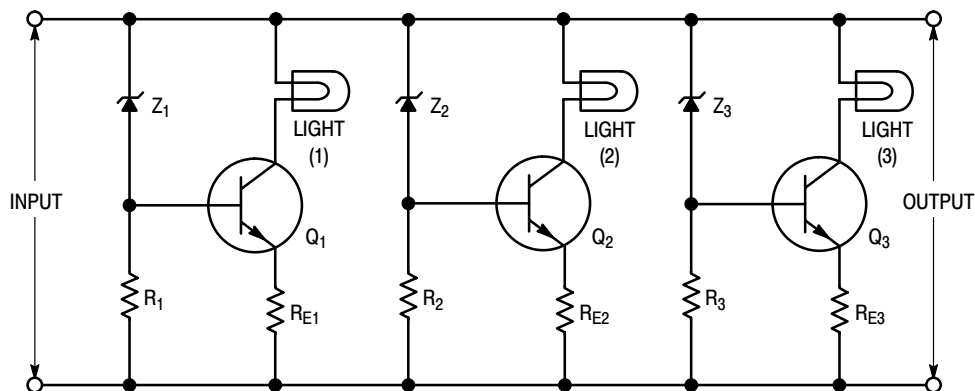 Z1
LIGHT
(1)
Z2
LIGHT
(2)
Z3
LIGHT
(3)
INPUT
OUTPUT
Q1
Q2
Q3
R1
RE1
R2
RE2
R3
RE3